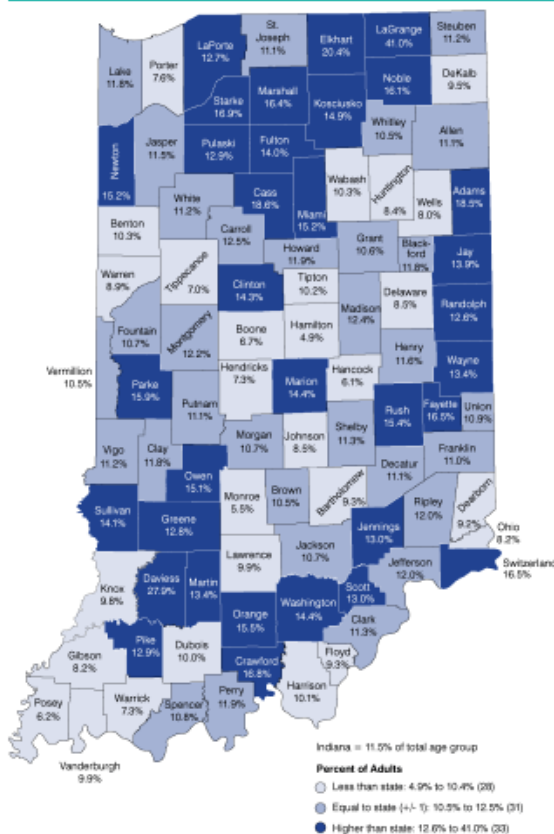 St.
Joseph
11.1%
LaPorte
12.7%
Elkhart
20.4%
LaGrange
41.0%
Steuben
11.2%
Lake
11.8%
Porter
7.6%
Noble
16.1%
DeKalb
9.5%
Starke
16.9%
Marshall
16.4%
Kosciusko
14.9%
Whitley
10.5%
Allen
11.1%
Newton
15.2%
Jasper
11.5%
Pulaski
12.9%
Fulton
14.0%
Wabash
10.3%
Huntington
8.4%
Wells
8.0%
Adams
18.5%
White
11.2%
Cass
18.6%
Miami
15.2%
Benton
10.3%
Carroll
12.5%
Howard
11.9%
Grant
10.6%
Black-
ford
11.8%
Jay
13.9%
Warren
8.9%
Tippecanoe
7.0%
Clinton
14.3%
Tipton
10.2%
Madison
12.4%
Delaware
8.5%
Randolph
12.6%
Fountain
10.7%
Montgomery
12.2%
Boone
6.7%
Hamilton
4.9%
Henry
11.6%
Wayne
13.4%
Vermillion
10.5%
Parke
15.9%
Putnam
11.1%
Hendricks
7.3%
Marion
14.4%
Hancock
6.1%
Rush
15.4%
Fayette
16.5%
Union
10.9%
Vigo
11.2%
Clay
11.8%
Owen
15.1%
Morgan
10.7%
Johnson
8.5%
Shelby
11.3%
Decatur
11.1%
Franklin
11.0%
Sullivan
14.1%
Greene
12.8%
Monroe
5.5%
Brown
10.5%
Bartholomew
9.3%
Jennings
13.0%
Ripley
12.0%
Dearborn
9.2%
Ohio
8.2%
Switzerland
16.5%
Knox
9.8%
Daviess
27.9%
Martin
13.4%
Lawrence
9.9%
Jackson
10.7%
Jefferson
12.0%
Scott
13.0%
Orange
15.5%
Washington
14.4%
Clark
11.3%
Gibson
8.2%
Pike
12.9%
Dubois
10.0%
Crawford
16.8%
Floyd
9.3%
Harrison
10.1%
Posey
6.2%
Vanderburgh
9.9%
Warrick
7.3%
Spencer
10.8%
Perry
11.9%
Indiana = 11.5% of total age group
Percent of Adults
Less than state: 4.9% to 10.4% (28)
Equal to state (+/- 1): 10.5% to 12.5% (31)
Higher than state: 12.6% to 41.0% (33)